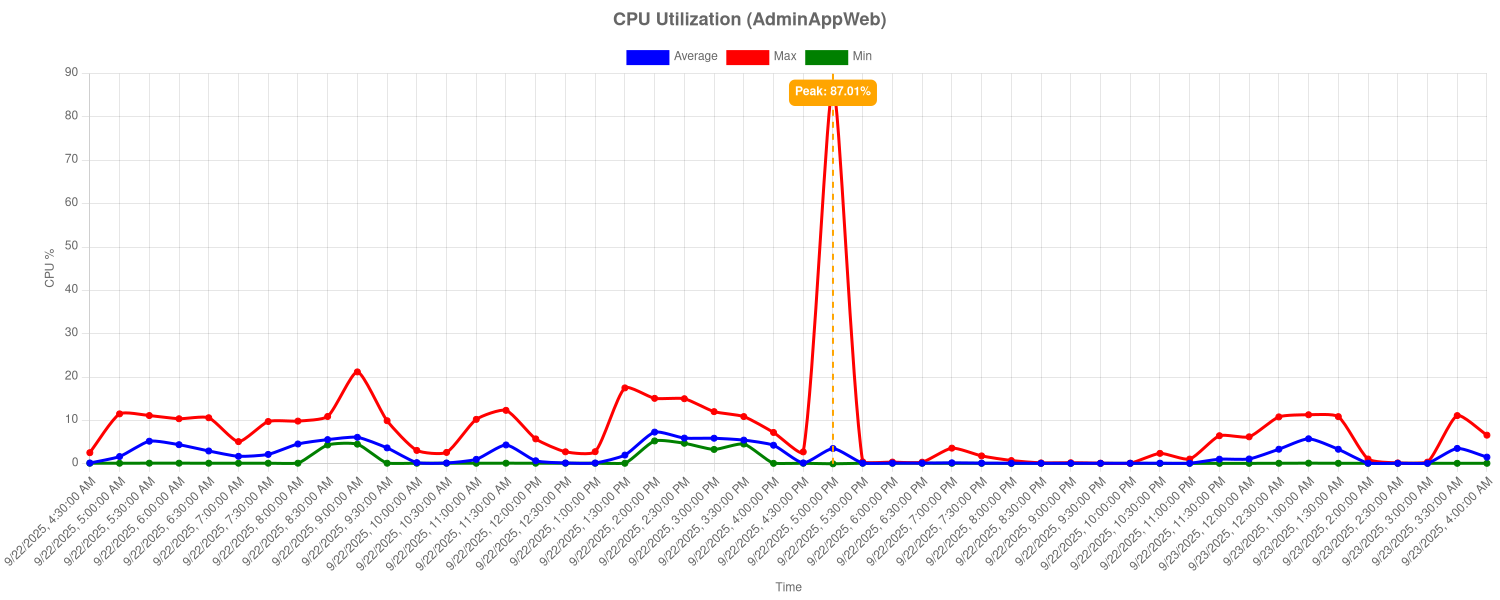 CPU Utilization (AdminAppWeb)
Average Max Min
Peak: 87.01%
90
80
70
60
50
40
30
20
10
0
CPU %
9/22/2025, 4:30:00 AM
9/22/2025, 5:00:00 AM
9/22/2025, 5:30:00 AM
9/22/2025, 6:00:00 AM
9/22/2025, 6:30:00 AM
9/22/2025, 7:00:00 AM
9/22/2025, 7:30:00 AM
9/22/2025, 8:00:00 AM
9/22/2025, 8:30:00 AM
9/22/2025, 9:00:00 AM
9/22/2025, 9:30:00 AM
9/22/2025, 10:00:00 AM
9/22/2025, 10:30:00 AM
9/22/2025, 11:00:00 AM
9/22/2025, 11:30:00 AM
9/22/2025, 12:00:00 PM
9/22/2025, 12:30:00 PM
9/22/2025, 1:00:00 PM
9/22/2025, 1:30:00 PM
9/22/2025, 2:00:00 PM
9/22/2025, 2:30:00 PM
9/22/2025, 3:00:00 PM
9/22/2025, 3:30:00 PM
9/22/2025, 4:00:00 PM
9/22/2025, 4:30:00 PM
9/22/2025, 5:00:00 PM
9/22/2025, 5:30:00 PM
9/22/2025, 6:00:00 PM
9/22/2025, 6:30:00 PM
9/22/2025, 7:00:00 PM
9/22/2025, 7:30:00 PM
9/22/2025, 8:00:00 PM
9/22/2025, 8:30:00 PM
9/22/2025, 9:00:00 PM
9/22/2025, 9:30:00 PM
9/22/2025, 10:00:00 PM
9/22/2025, 10:30:00 PM
9/22/2025, 11:00:00 PM
9/22/2025, 11:30:00 PM
9/23/2025, 12:00:00 AM
9/23/2025, 12:30:00 AM
9/23/2025, 1:00:00 AM
9/23/2025, 1:30:00 AM
9/23/2025, 2:00:00 AM
9/23/2025, 2:30:00 AM
9/23/2025, 3:00:00 AM
9/23/2025, 3:30:00 AM
9/23/2025, 4:00:00 AM
Time